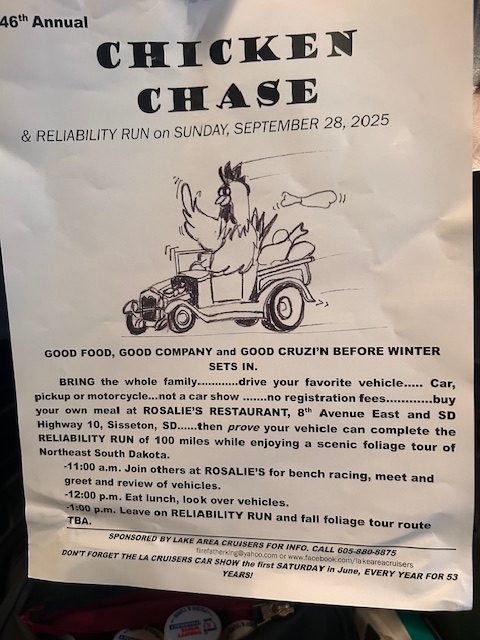 46th Annual
CHICKEN
CHASE
& RELIABILITY RUN on SUNDAY, SEPTEMBER 28, 2025
GOOD FOOD, GOOD COMPANY and GOOD CRUZI'N BEFORE WINTER
SETS IN.
BRING the whole family............drive your favorite vehicle..... Car,
pickup or motorcycle...not a car show .......no registration fees............buy
your own meal at ROSALIE'S RESTAURANT, 8th Avenue East and SD
Highway 10, Sisseton, SD......then prove your vehicle can complete the
RELIABILITY RUN of 100 miles while enjoying a scenic foliage tour of
Northeast South Dakota.
-11:00 a.m. Join others at ROSALIE'S for bench racing, meet and
greet and review of vehicles.
-12:00 p.m. Eat lunch, look over vehicles.
-1:00 p.m. Leave on RELIABILITY RUN and fall foliage tour route
TBA.
SPONSORED BY LAKE AREA CRUISERS FOR INFO. CALL 605-880-6875
firefatherking@yahoo.com or www.facebook.com/lakeareacruisers
DON'T FORGET THE LA CRUISERS CAR SHOW the first SATURDAY in June, EVERY YEAR FOR 53
YEARS!